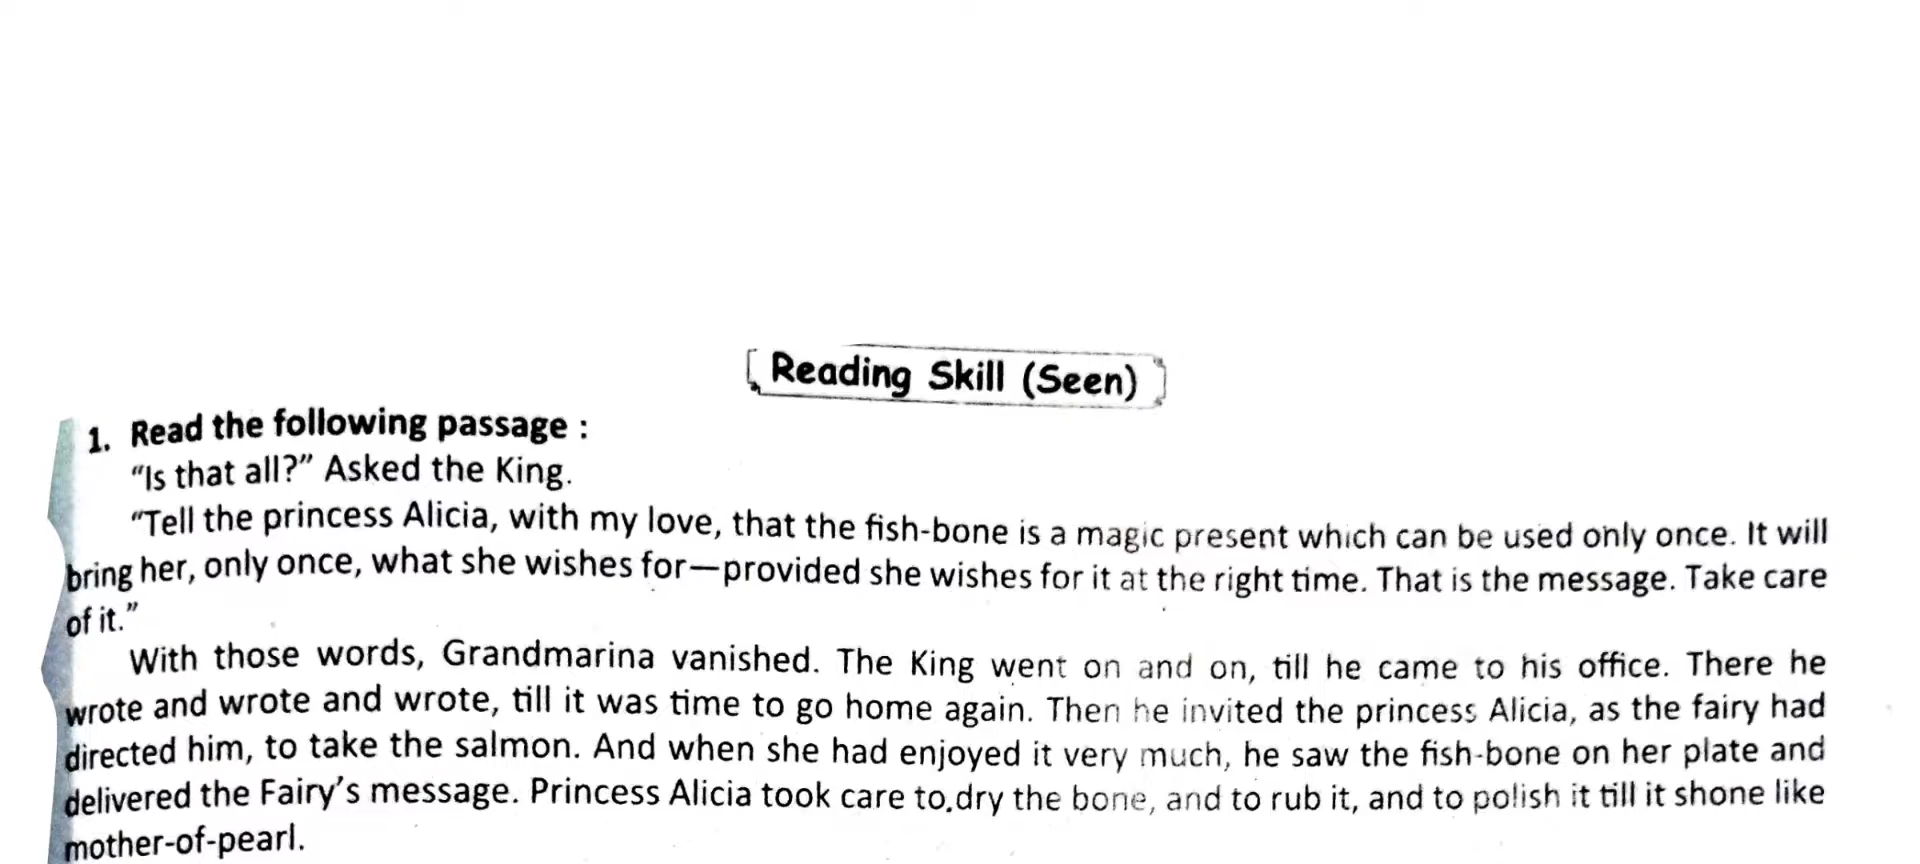 Reading Skill (Seen)
1. Read the following passage :
“Is that all?” Asked the King.
“Tell the princess Alicia, with my love, that the fish-bone is a magic present which can be used only once. It will
bring her, only once, what she wishes for—provided she wishes for it at the right time. That is the message. Take care
of it.”
With those words, Grandmarina vanished. The King went on and on, till he came to his office. There he
wrote and wrote and wrote, till it was time to go home again. Then he invited the princess Alicia, as the fairy had
directed him, to take the salmon. And when she had enjoyed it very much, he saw the fish-bone on her plate and
delivered the Fairy’s message. Princess Alicia took care to.dry the bone, and to rub it, and to polish it till it shone like
mother-of-pearl.